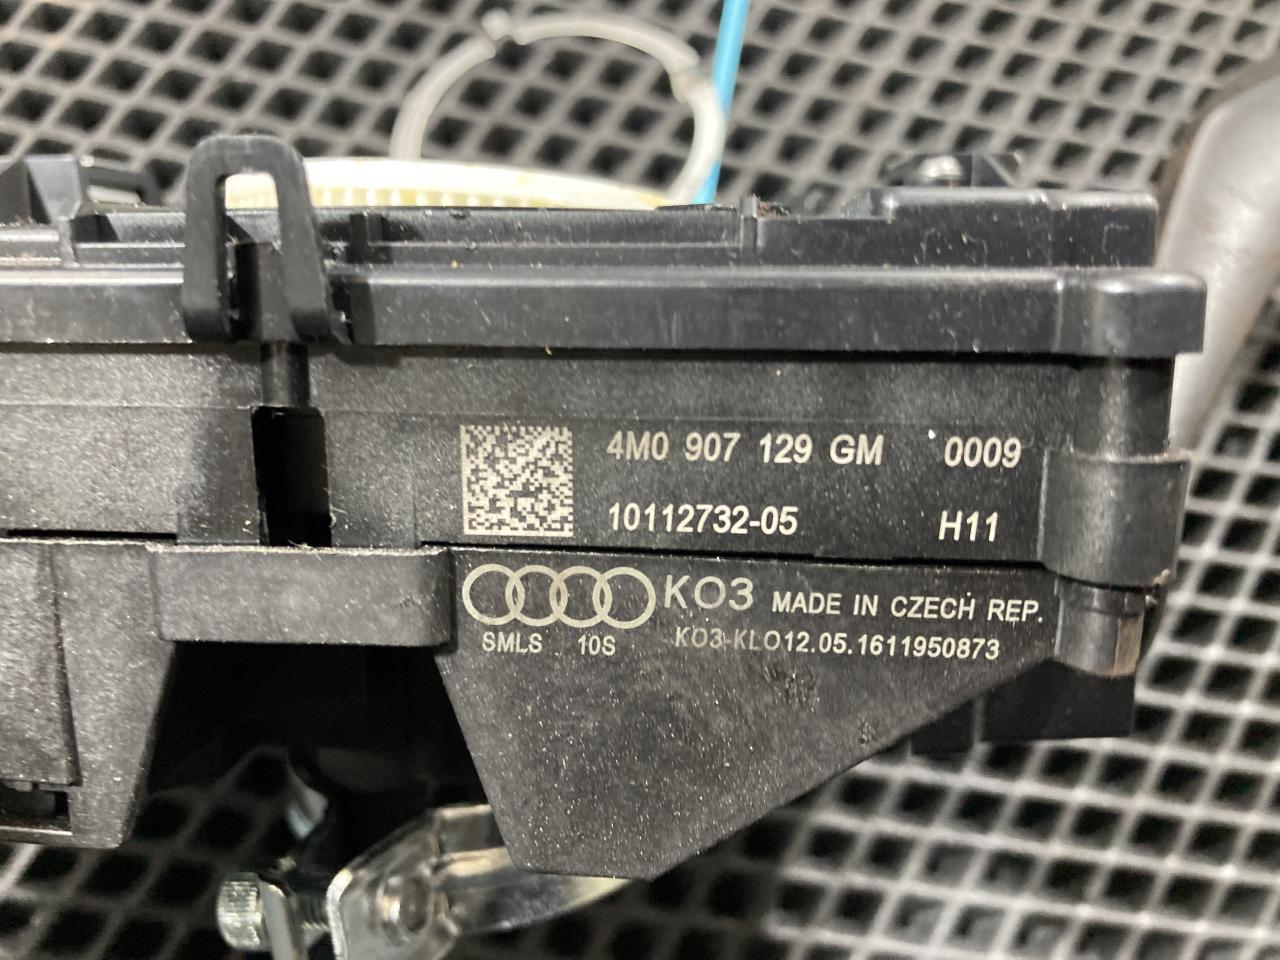 4M0 907 129 GM 0009
10112732-05 H11
KO3 MADE IN CZECH REP.
SMLS 10S KO3-KLO12.05.1611950873